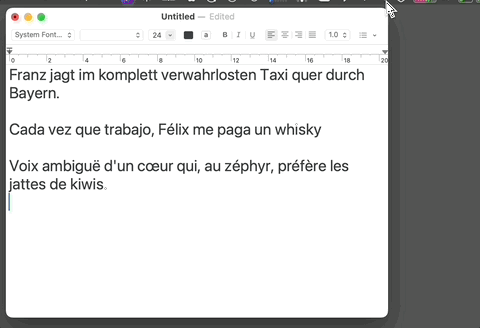 Untitled — Edited
System Font...
24
a
B I U
1.0
0 2 4 6 8 10 12 14 16 18 20
Franz jagt im komplett verwahrlosten Taxi quer durch
Bayern.
Cada vez que trabajo, Félix me paga un whisky
Voix ambiguë d'un cœur qui, au zéphyr, préfère les
jattes de kiwis.